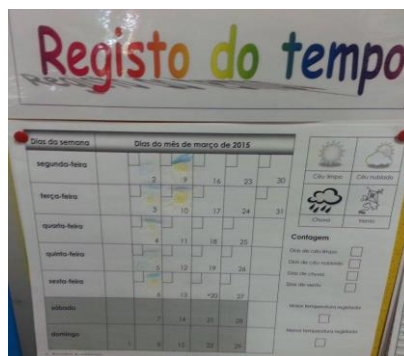 Registo do tempo
Dias da semana Dias do mês de março de 2015
segunda-feira 2 9 16 23 30
terça-feira 3 10 17 24 31
quarta-feira 4 11 18 25
quinta-feira 5 12 19 26
sexta-feira 6 13 *20 27
sábado 7 14 21 28
domingo 1 8 15 22 29
Céu limpo Céu nublado
Chuva Vento
Contagem
Dias de céu limpo
Dias de céu nublado
Dias de chuva
Dias de vento
Maior temperatura registada
Menor temperatura registada